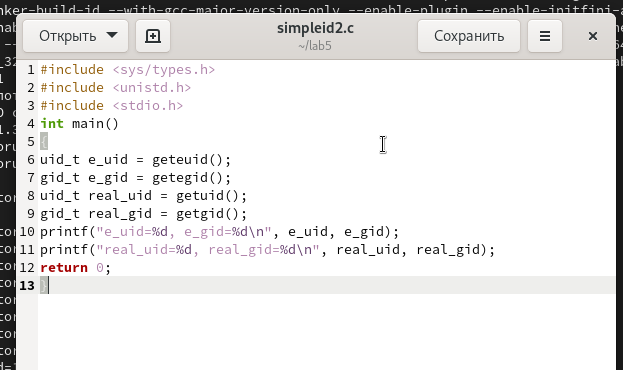 nker-build-id --with-gcc-major-version-only --enable-plugin --enable-initfini-a
Открыть
simpleid2.c
~/lab5
Сохранить
1 #include <sys/types.h>
2 #include <unistd.h>
3 #include <stdio.h>
4 int main()
5 {
6 uid_t e_uid = geteuid();
7 gid_t e_gid = getegid();
8 uid_t real_uid = getuid();
9 gid_t real_gid = getgid();
10 printf("e_uid=%d, e_gid=%d\n", e_uid, e_gid);
11 printf("real_uid=%d, real_gid=%d\n", real_uid, real_gid);
12 return 0;
13 }